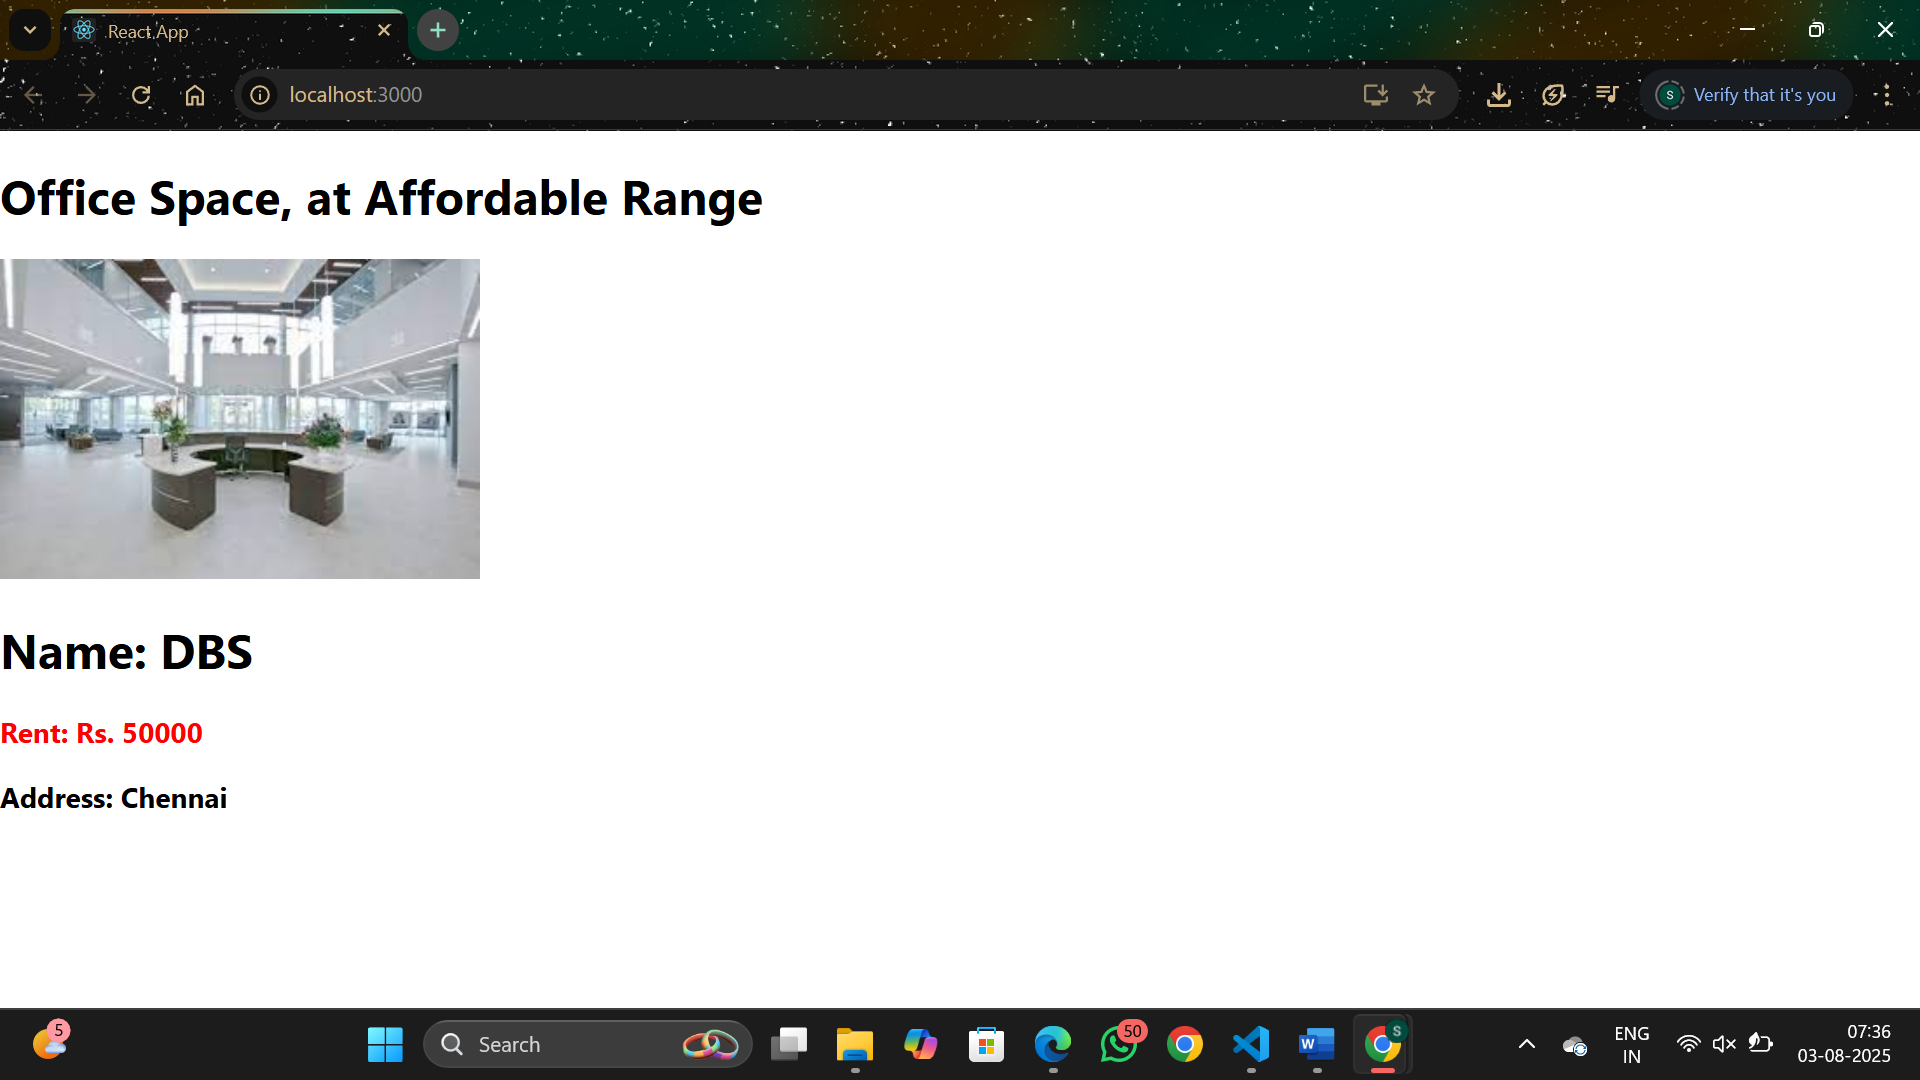 React App
localhost:3000
S
Verify that it's you
Office Space, at Affordable Range
Name: DBS
Rent: Rs. 50000
Address: Chennai
5
Search
50
W
S
ENG
IN
07:36
03-08-2025